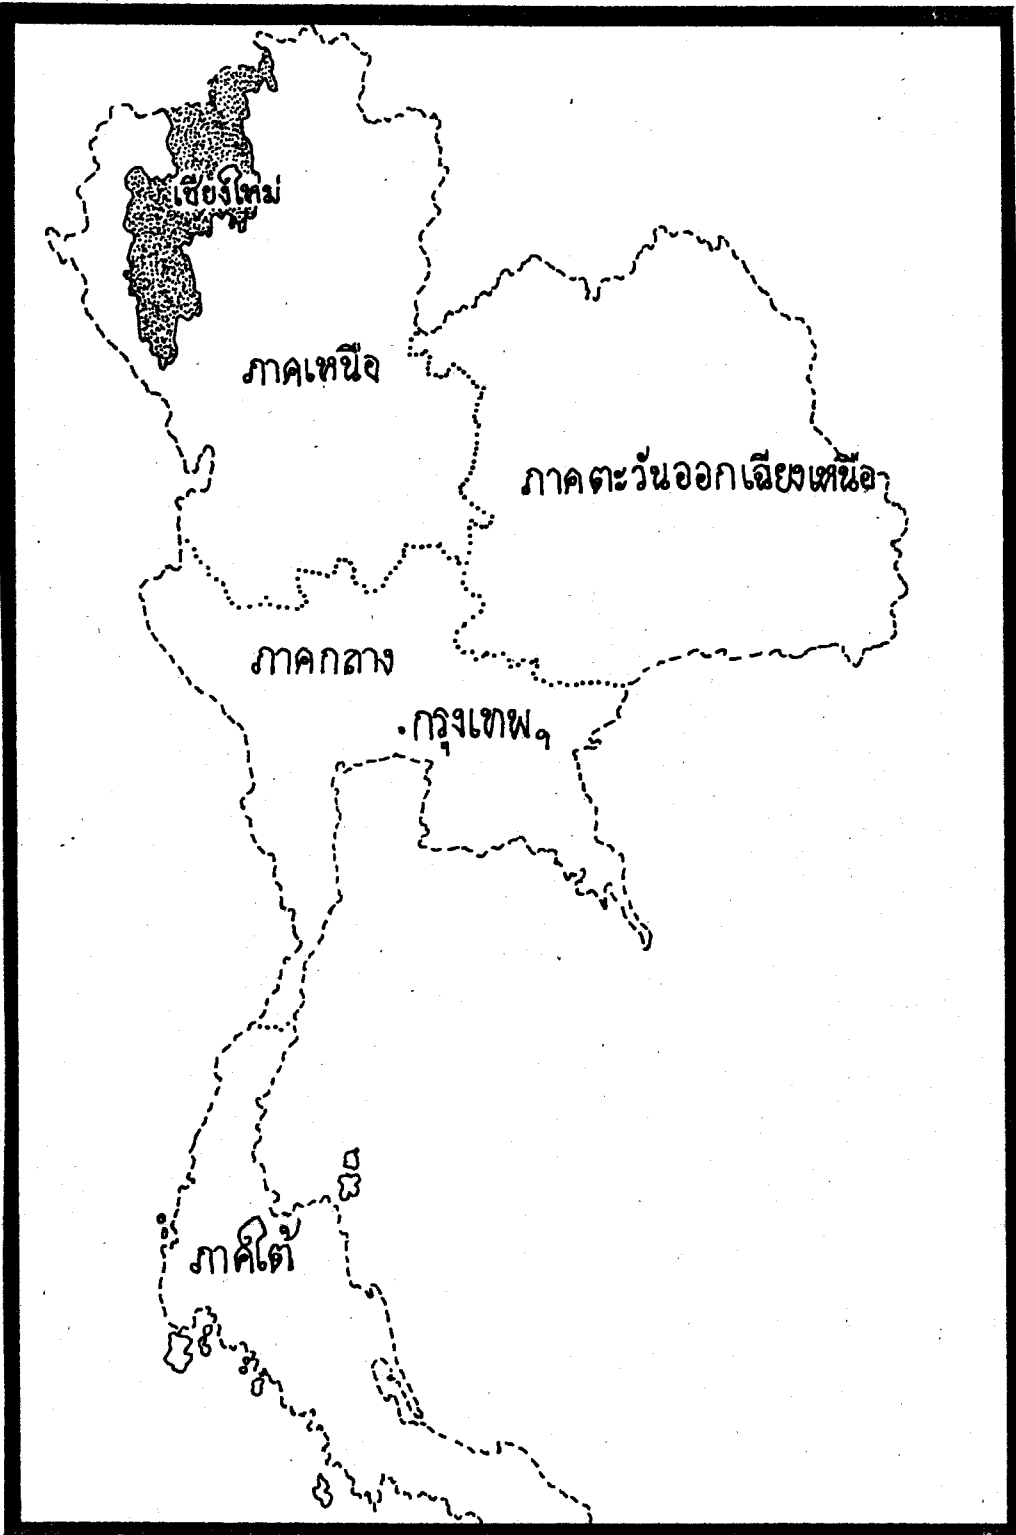 เชียงใหม่
ภาคเหนือ
ภาคตะวันออกเฉียงเหนือ
ภาคกลาง
กรุงเทพฯ
ภาคใต้